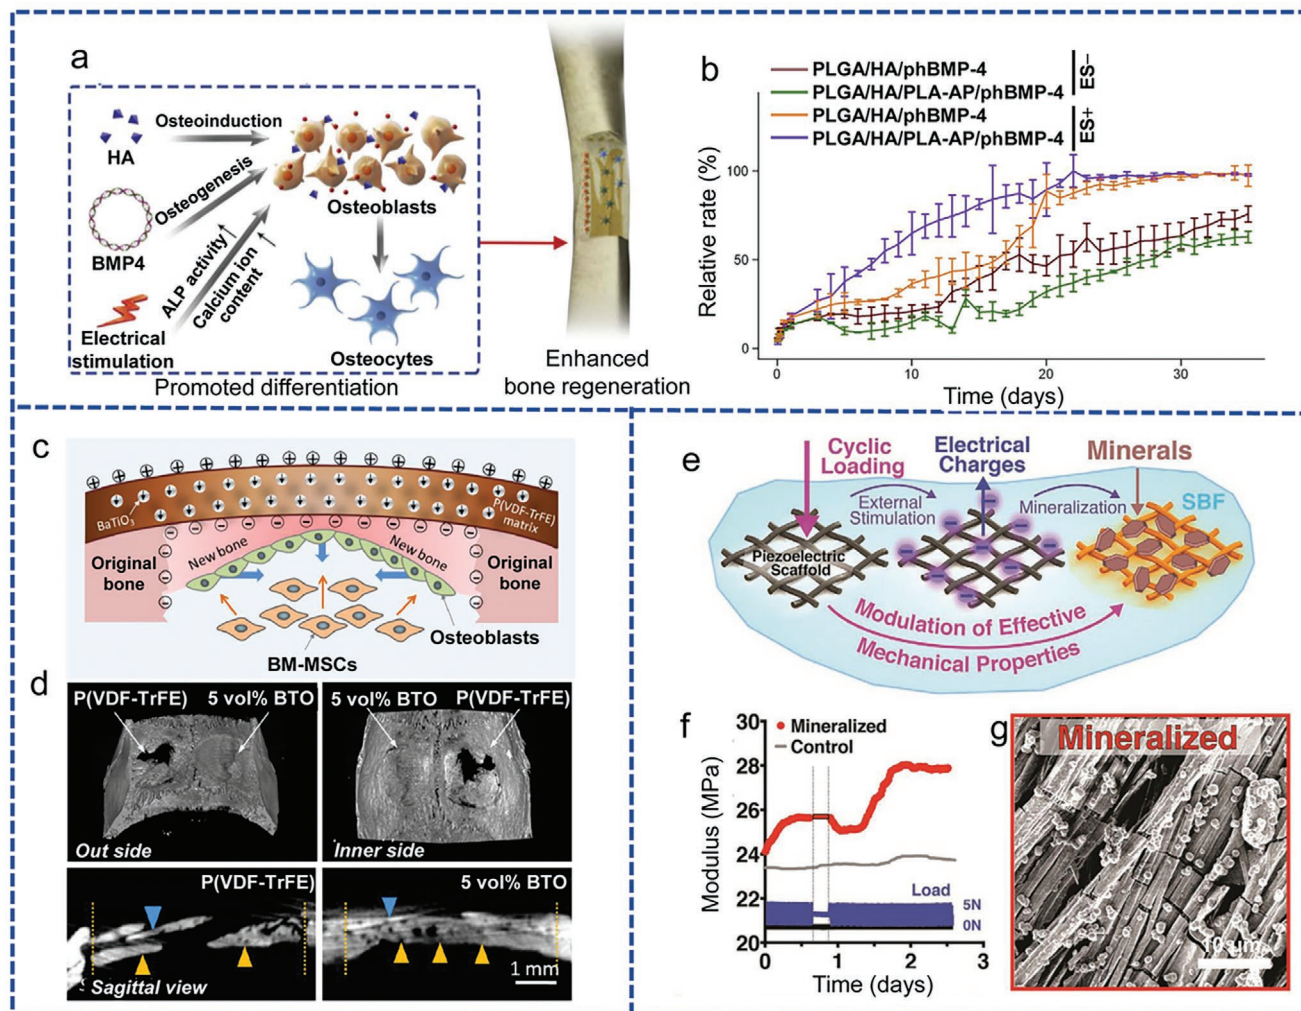 a
HA
Osteoinduction
Osteogenesis
BMP4
ALP activity
Calcium ion
content
Electrical
stimulation
Osteoblasts
Osteocytes
Promoted differentiation
Enhanced
bone regeneration
b
PLGA/HA/phBMP-4
PLGA/HA/PLA-AP/phBMP-4
ES–
PLGA/HA/phBMP-4
PLGA/HA/PLA-AP/phBMP-4
ES+
Relative rate (%)
100
50
0
0 10 20 30
Time (days)
c
BaTiO3
P(VDF-TrFE)
matrix
Original
bone
New bone
New bone
Original
bone
Osteoblasts
BM-MSCs
d
P(VDF-TrFE) 5 vol% BTO
Out side
5 vol% BTO P(VDF-TrFE)
Inner side
P(VDF-TrFE)
Sagittal view
5 vol% BTO
1 mm
e
Cyclic
Loading
Electrical
Charges
Minerals
External
Stimulation
Mineralization
SBF
Piezoelectric
Scaffold
Modulation of Effective
Mechanical Properties
f
Mineralized
Control
Modulus (MPa)
30
28
26
24
22
20
Load
5N
0N
0 1 2 3
Time (days)
g
Mineralized
10 µm